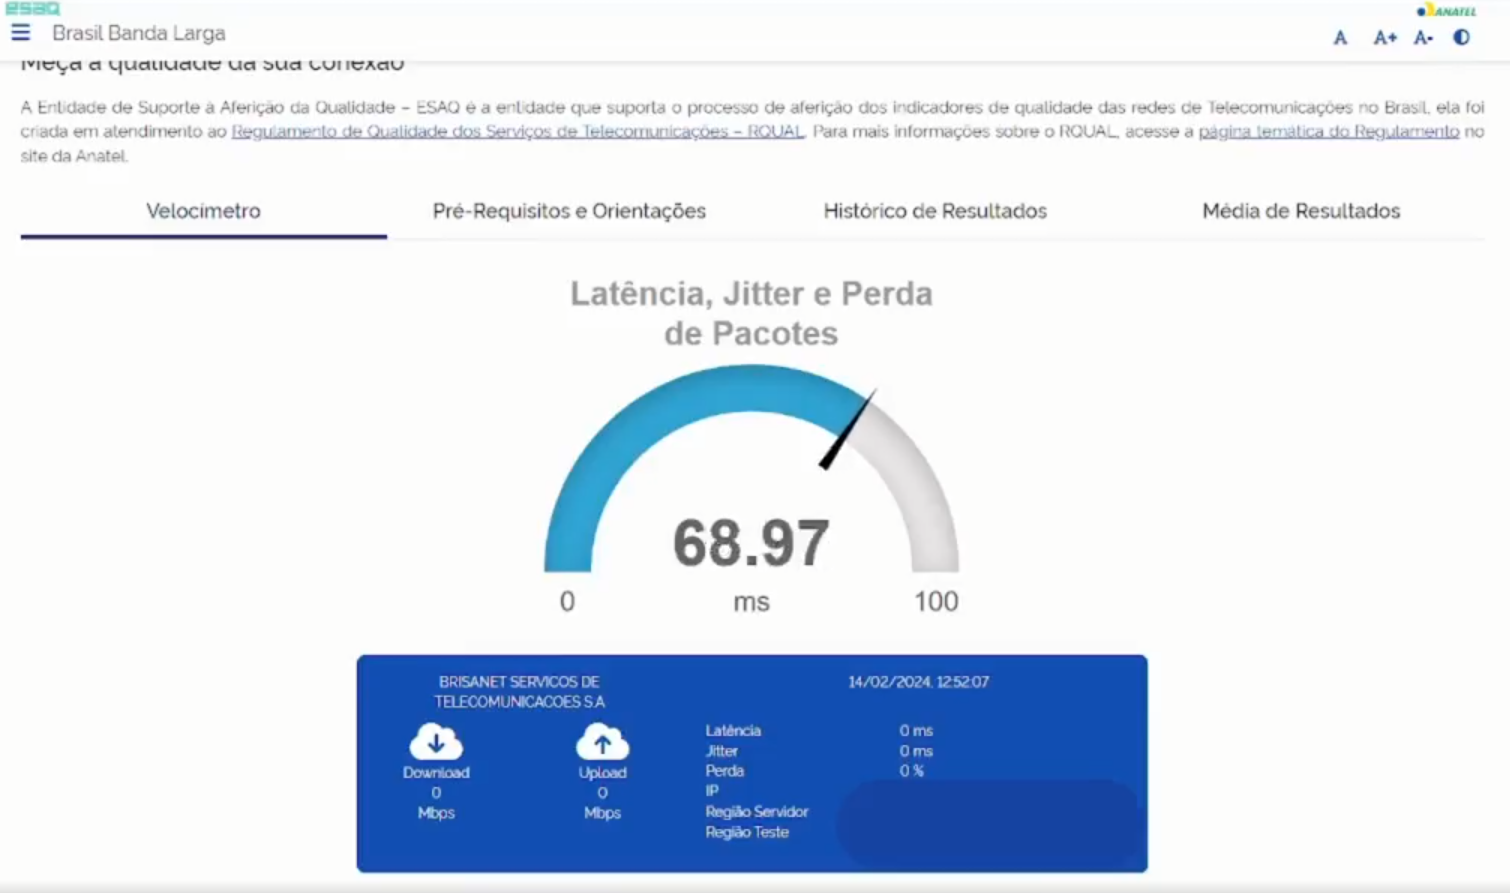 esaq
ANATEL
Brasil Banda Larga
A A+ A-
Meça a qualidade da sua conexão
A Entidade de Suporte à Aferição da Qualidade – ESAQ é a entidade que suporta o processo de aferição dos indicadores de qualidade das redes de Telecomunicações no Brasil, ela foi
criada em atendimento ao Regulamento de Qualidade dos Serviços de Telecomunicações – RQUAL. Para mais informações sobre o RQUAL, acesse a página temática do Regulamento no
site da Anatel.
Velocímetro Pré-Requisitos e Orientações Histórico de Resultados Média de Resultados
Latência, Jitter e Perda
de Pacotes
68.97
0 ms 100
BRISANET SERVICOS DE
TELECOMUNICACOES S.A
14/02/2024, 12:52:07
Download
0
Mbps
Upload
0
Mbps
Latência 0 ms
Jitter 0 ms
Perda 0 %
IP
Região Servidor
Região Teste